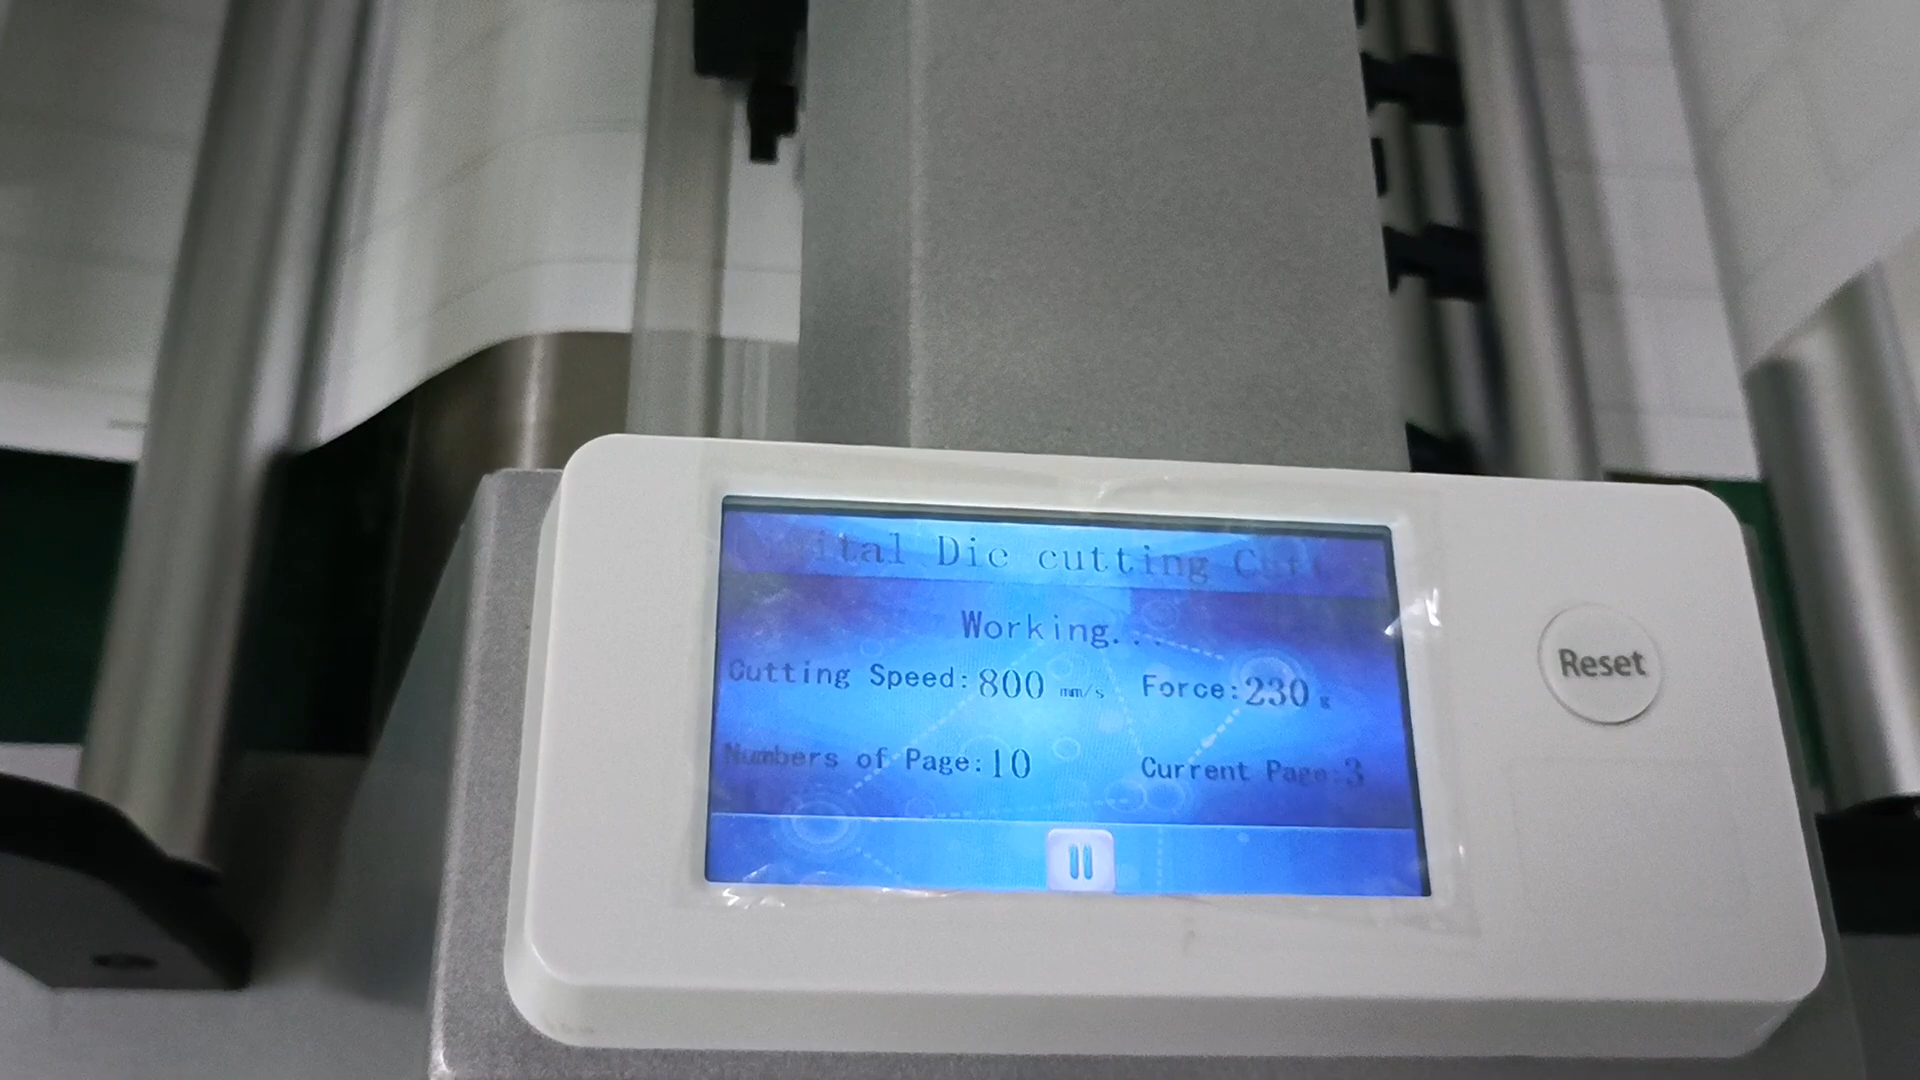 Die cutting
Working...
Cutting Speed:800 mm/s Force:230 g
Numbers of Page:10 Current Page:3
Reset